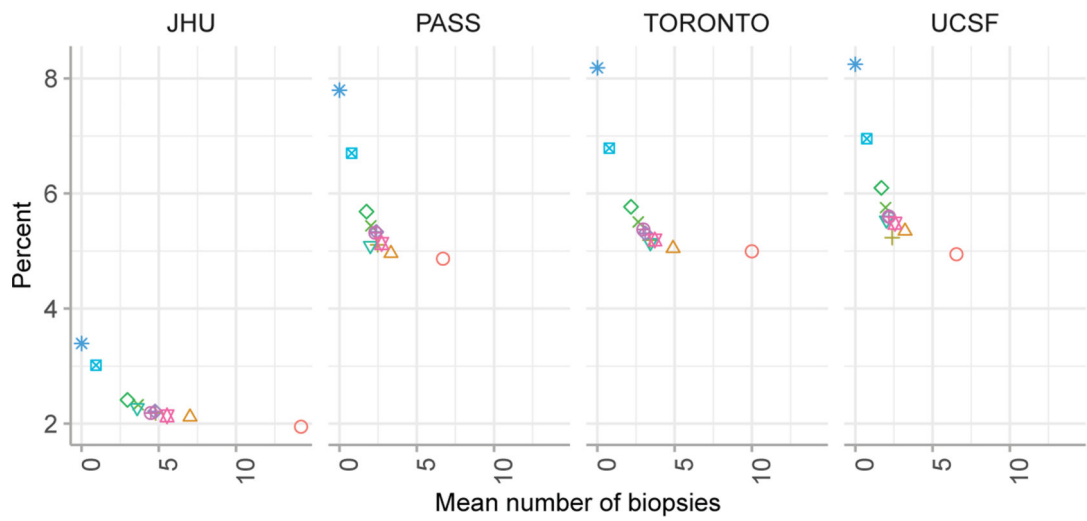 JHU PASS TORONTO UCSF
8
6
4
2
Percent
0 5 10 0 5 10 0 5 10 0 5 10
Mean number of biopsies